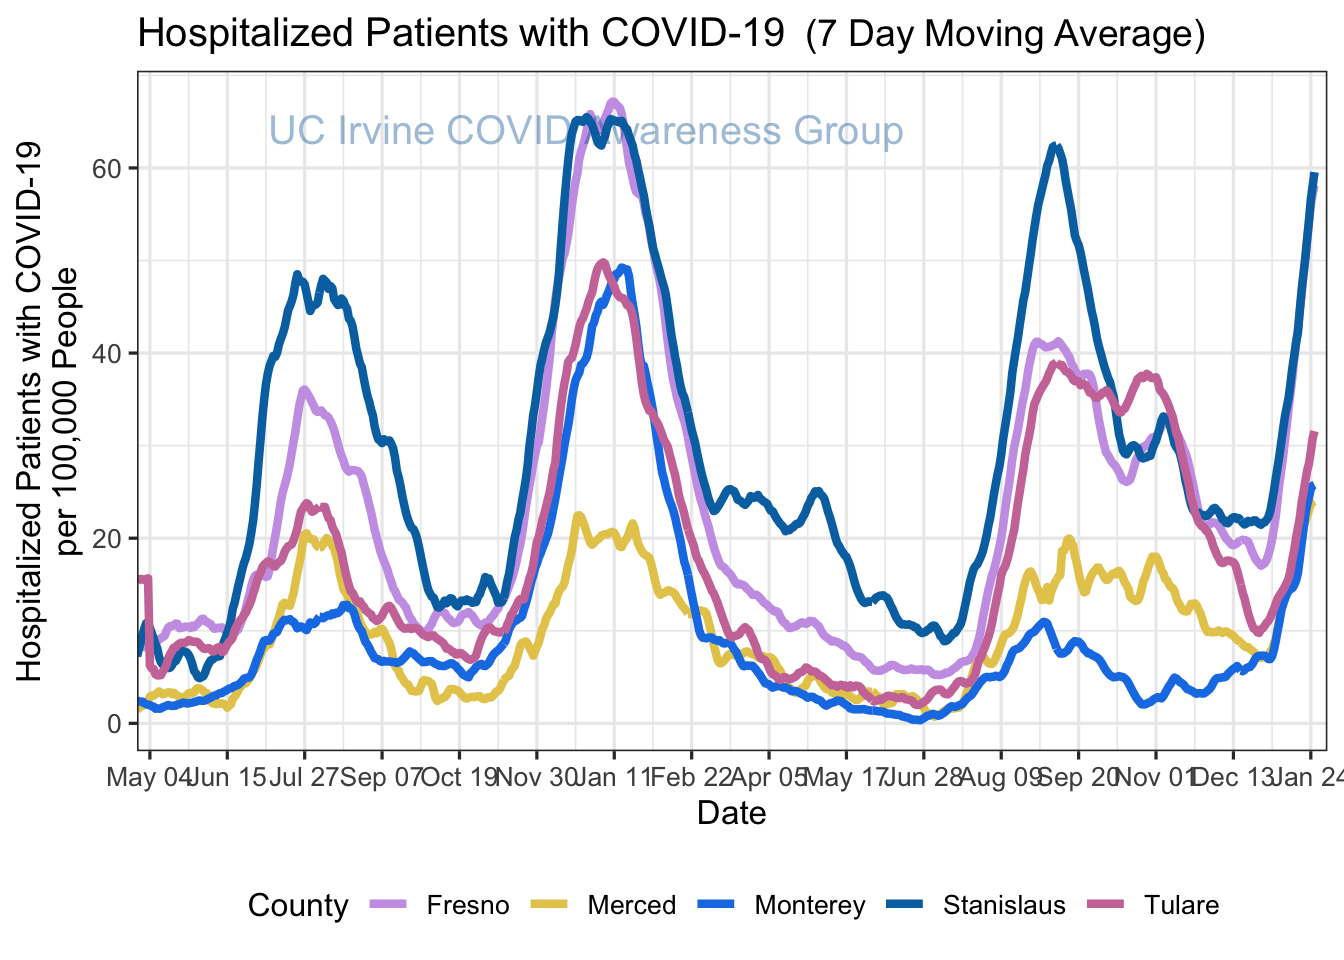 Hospitalized Patients with COVID-19  (7 Day Moving Average)
UC Irvine COVID Awareness Group
Hospitalized Patients with COVID-19
per 100,000 People
60
40
20
0
May 04 Jun 15 Jul 27 Sep 07 Oct 19 Nov 30 Jan 11 Feb 22 Apr 05 May 17 Jun 28 Aug 09 Sep 20 Nov 01 Dec 13 Jan 24
Date
County Fresno Merced Monterey Stanislaus Tulare